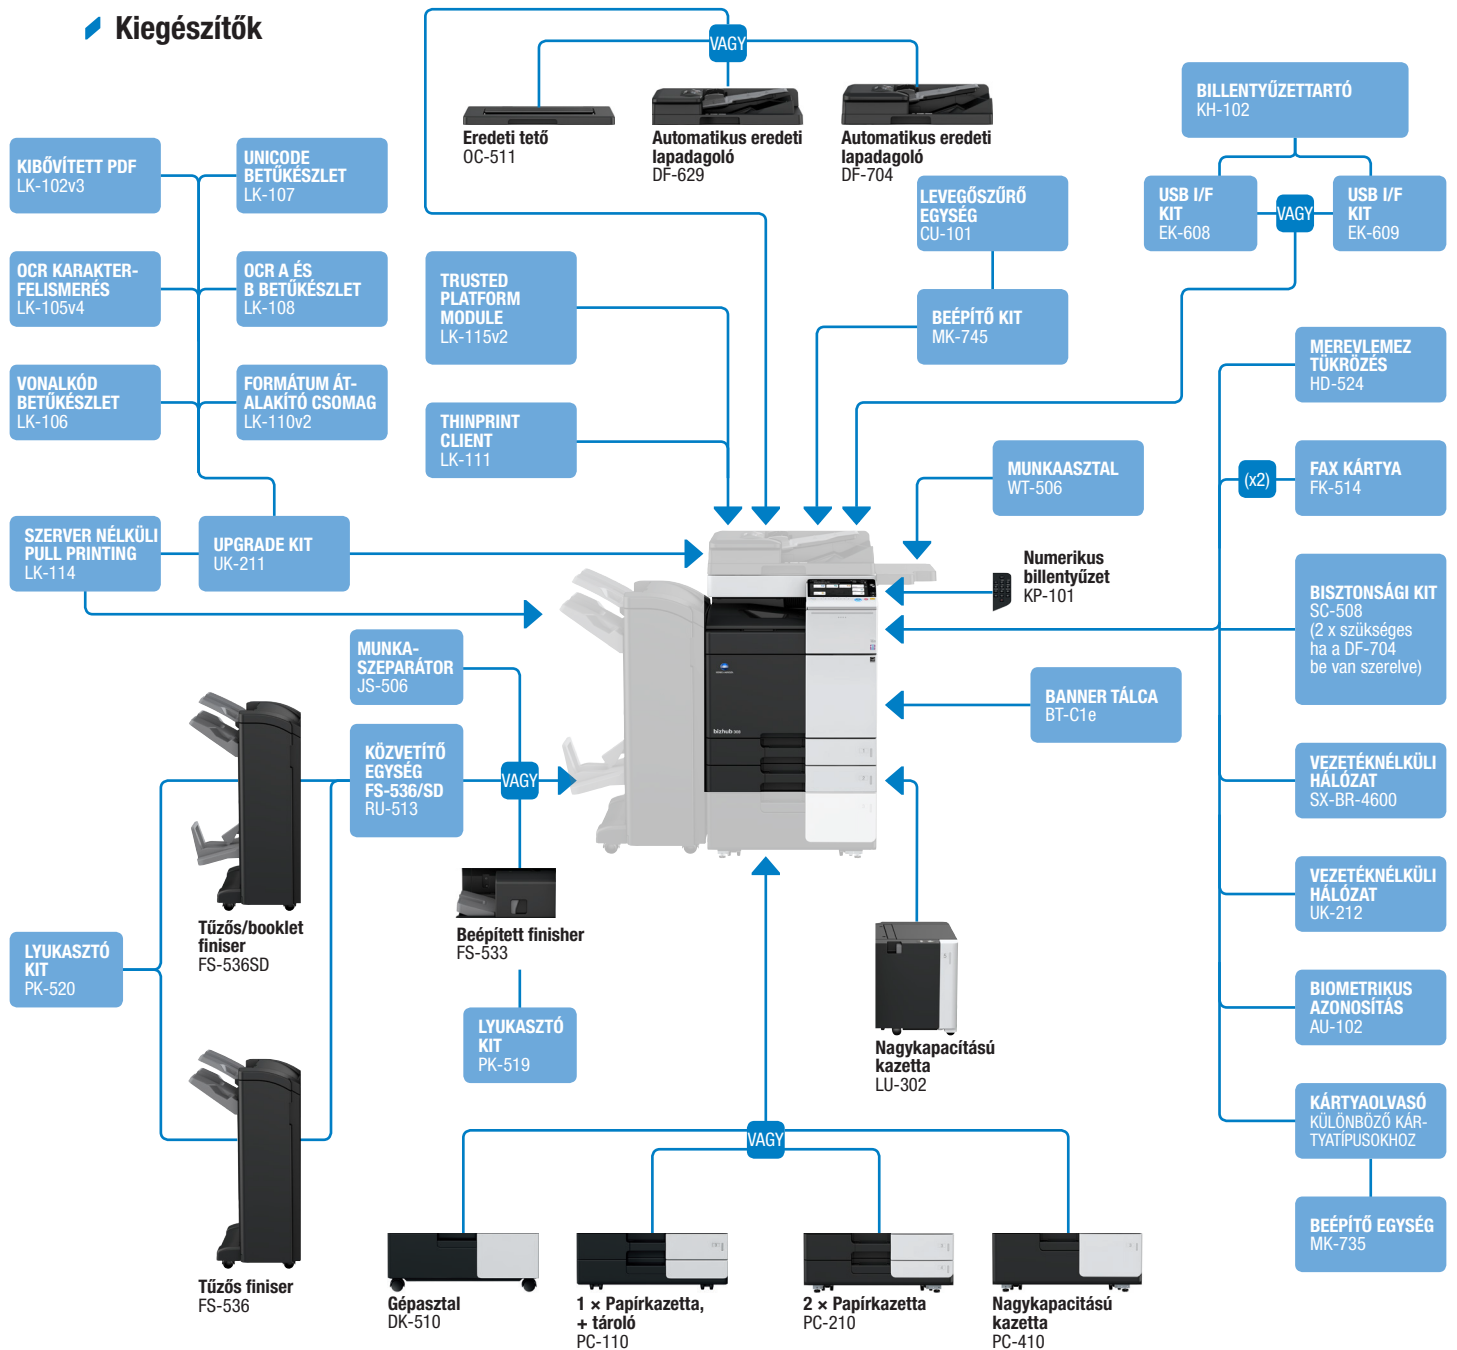 Kiegészítők
VAGY
Eredeti tető
OC-511
Automatikus eredeti
lapadagoló
DF-629
Automatikus eredeti
lapadagoló
DF-704
BILLENTYŰZETTARTÓ
KH-102
USB I/F
KIT
EK-608
VAGY
USB I/F
KIT
EK-609
KIBŐVÍTETT PDF
LK-102v3
UNICODE
BETŰKÉSZLET
LK-107
OCR KARAKTER-
FELISMERÉS
LK-105v4
OCR A ÉS
B BETŰKÉSZLET
LK-108
VONALKÓD
BETŰKÉSZLET
LK-106
FORMÁTUM ÁT-
ALAKÍTÓ CSOMAG
LK-110v2
TRUSTED
PLATFORM
MODULE
LK-115v2
THINPRINT
CLIENT
LK-111
LEVEGŐSZŰRŐ
EGYSÉG
CU-101
BEÉPÍTŐ KIT
MK-745
MEREVLEMEZ
TÜKRÖZÉS
HD-524
MUNKAASZTAL
WT-506
(x2)
FAX KÁRTYA
FK-514
SZERVER NÉLKÜLI
PULL PRINTING
LK-114
UPGRADE KIT
UK-211
Numerikus
billentyűzet
KP-101
BISZTONSÁGI KIT
SC-508
(2 x szükséges
ha a DF-704
be van szerelve)
MUNKA-
SZEPARÁTOR
JS-506
BANNER TÁLCA
BT-C1e
KÖZVETÍTŐ
EGYSÉG
FS-536/SD
RU-513
VAGY
bizhub
VEZETÉKNÉLKÜLI
HÁLÓZAT
SX-BR-4600
VEZETÉKNÉLKÜLI
HÁLÓZAT
UK-212
Tűzős/booklet
finiser
FS-536SD
Beépített finisher
FS-533
LYUKASZTÓ
KIT
PK-520
LYUKASZTÓ
KIT
PK-519
Nagykapacítású
kazetta
LU-302
BIOMETRIKUS
AZONOSÍTÁS
AU-102
KÁRTYAOLVASÓ
KÜLÖNBÖZŐ KÁR-
TYATÍPUSOKHOZ
BEÉPÍTŐ EGYSÉG
MK-735
VAGY
Tűzős finiser
FS-536
Gépasztal
DK-510
1 × Papírkazetta,
+ tároló
PC-110
2 × Papírkazetta
PC-210
Nagykapacitású
kazetta
PC-410